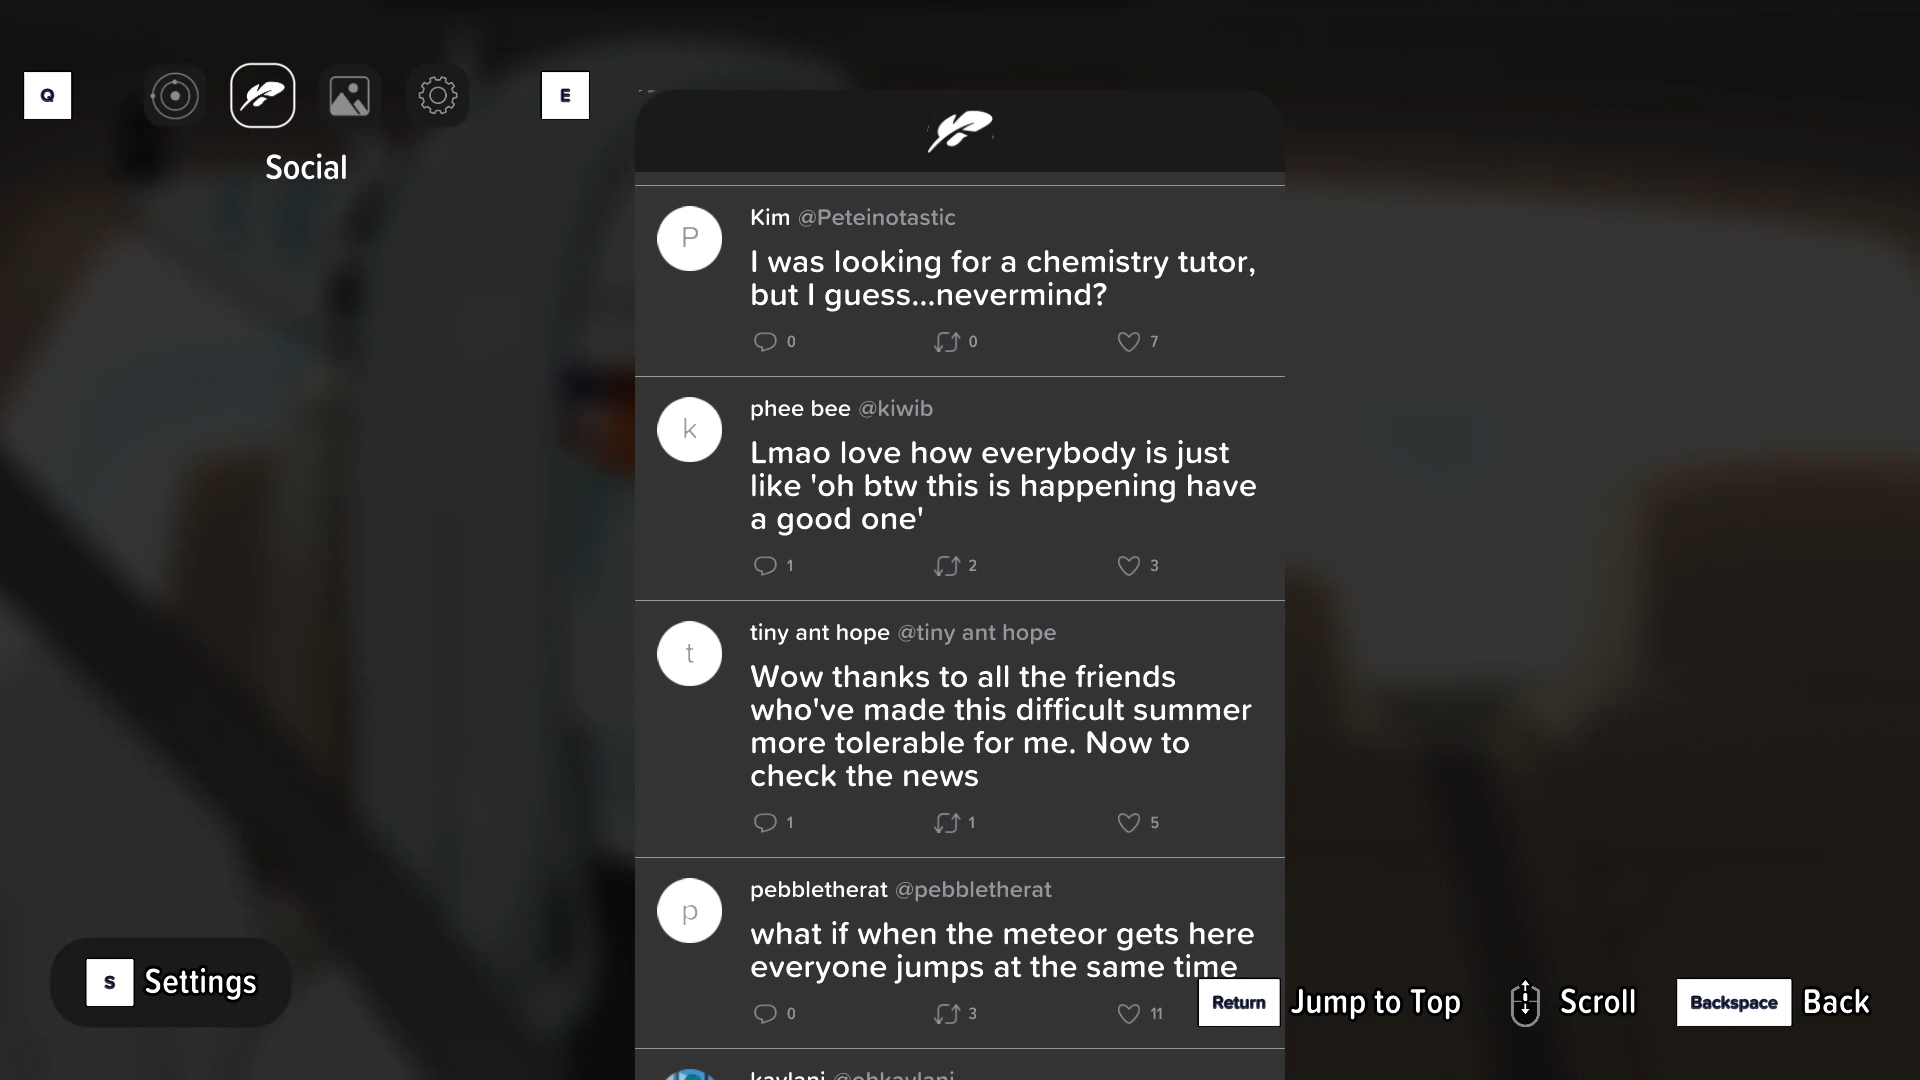 Q
E
Social
Kim @Peteinotastic
P
I was looking for a chemistry tutor,
but I guess...nevermind?
0 0 7
phee bee @kiwib
k
Lmao love how everybody is just
like 'oh btw this is happening have
a good one'
1 2 3
tiny ant hope @tiny ant hope
t
Wow thanks to all the friends
who've made this difficult summer
more tolerable for me. Now to
check the news
1 1 5
pebbletherat @pebbletherat
p
what if when the meteor gets here
everyone jumps at the same time
0 3 11
kaylani @ohkaylani
S Settings
Return Jump to Top Scroll Backspace Back